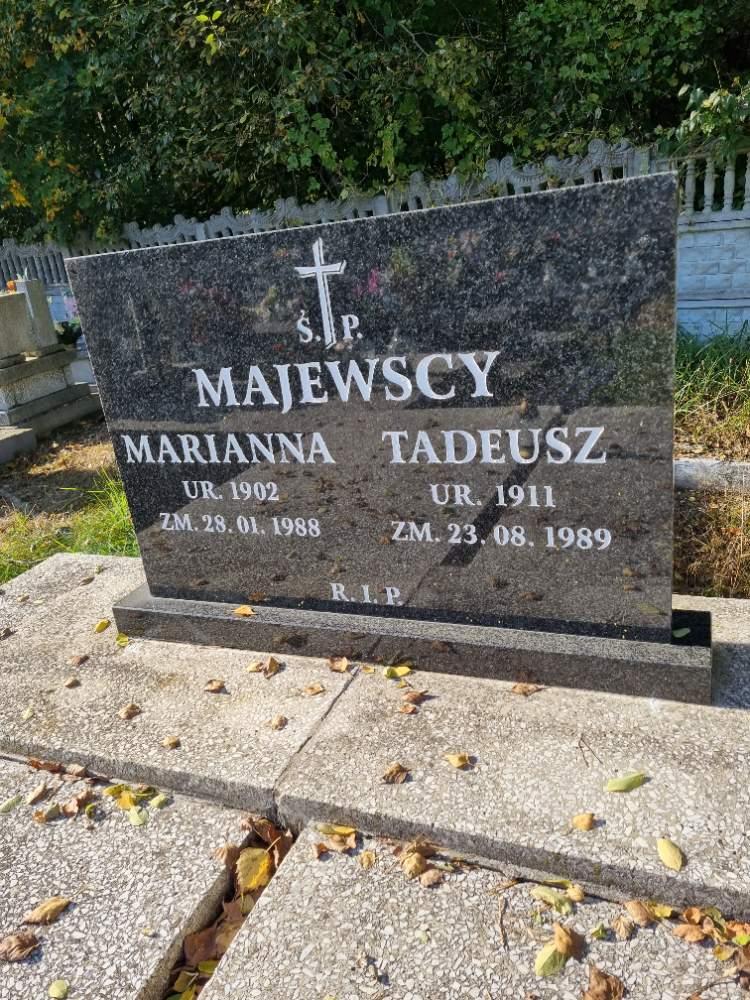 Ś. P.
MAJEWSCY
MARIANNA TADEUSZ
UR. 1902 UR. 1911
ZM. 28. 01. 1988 ZM. 23. 08. 1989
R. I. P.